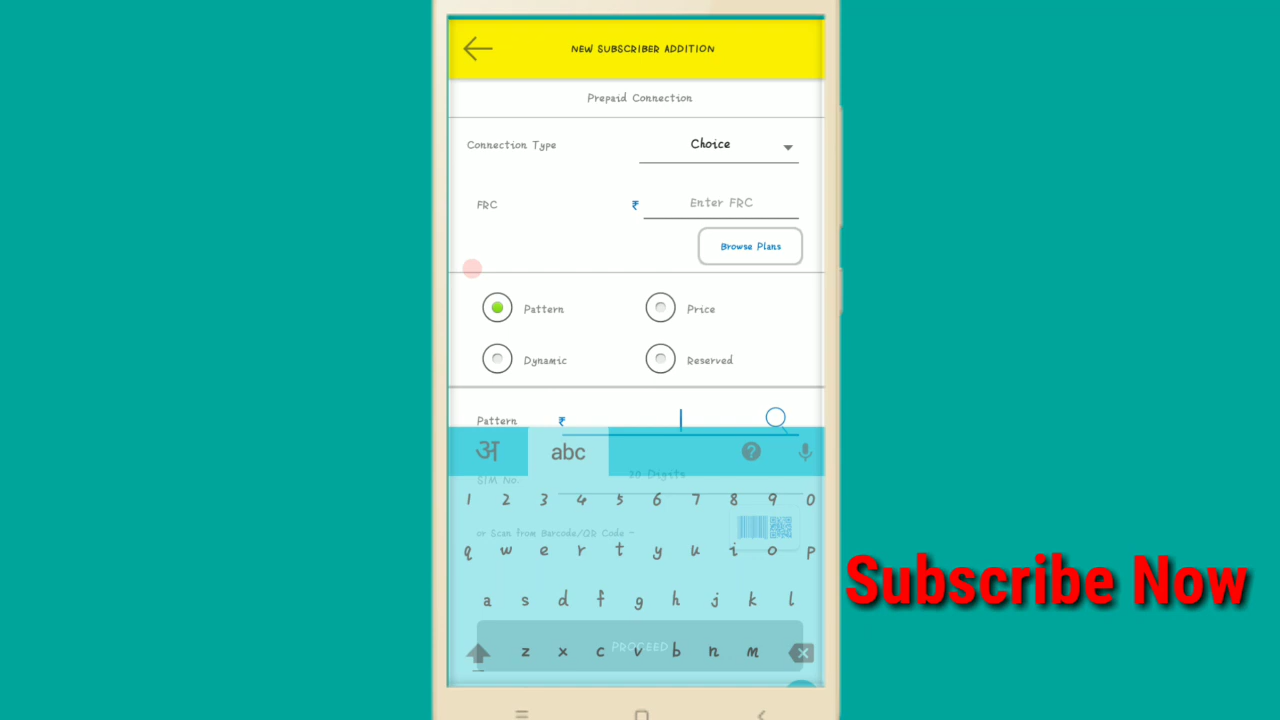 NEW SUBSCRIBER ADDITION
Prepaid Connection
Connection Type Choice
FRC ₹ Enter FRC
Browse Plans
Pattern Price
Dynamic Reserved
Pattern ₹
अ abc ?
SIM No. 20 Digits
1 2 3 4 5 6 7 8 9 0
or Scan from Barcode/QR Code -
q w e r t y u i o p
a s d f g h j k l
PROCEED
z x c v b n m
Subscribe Now